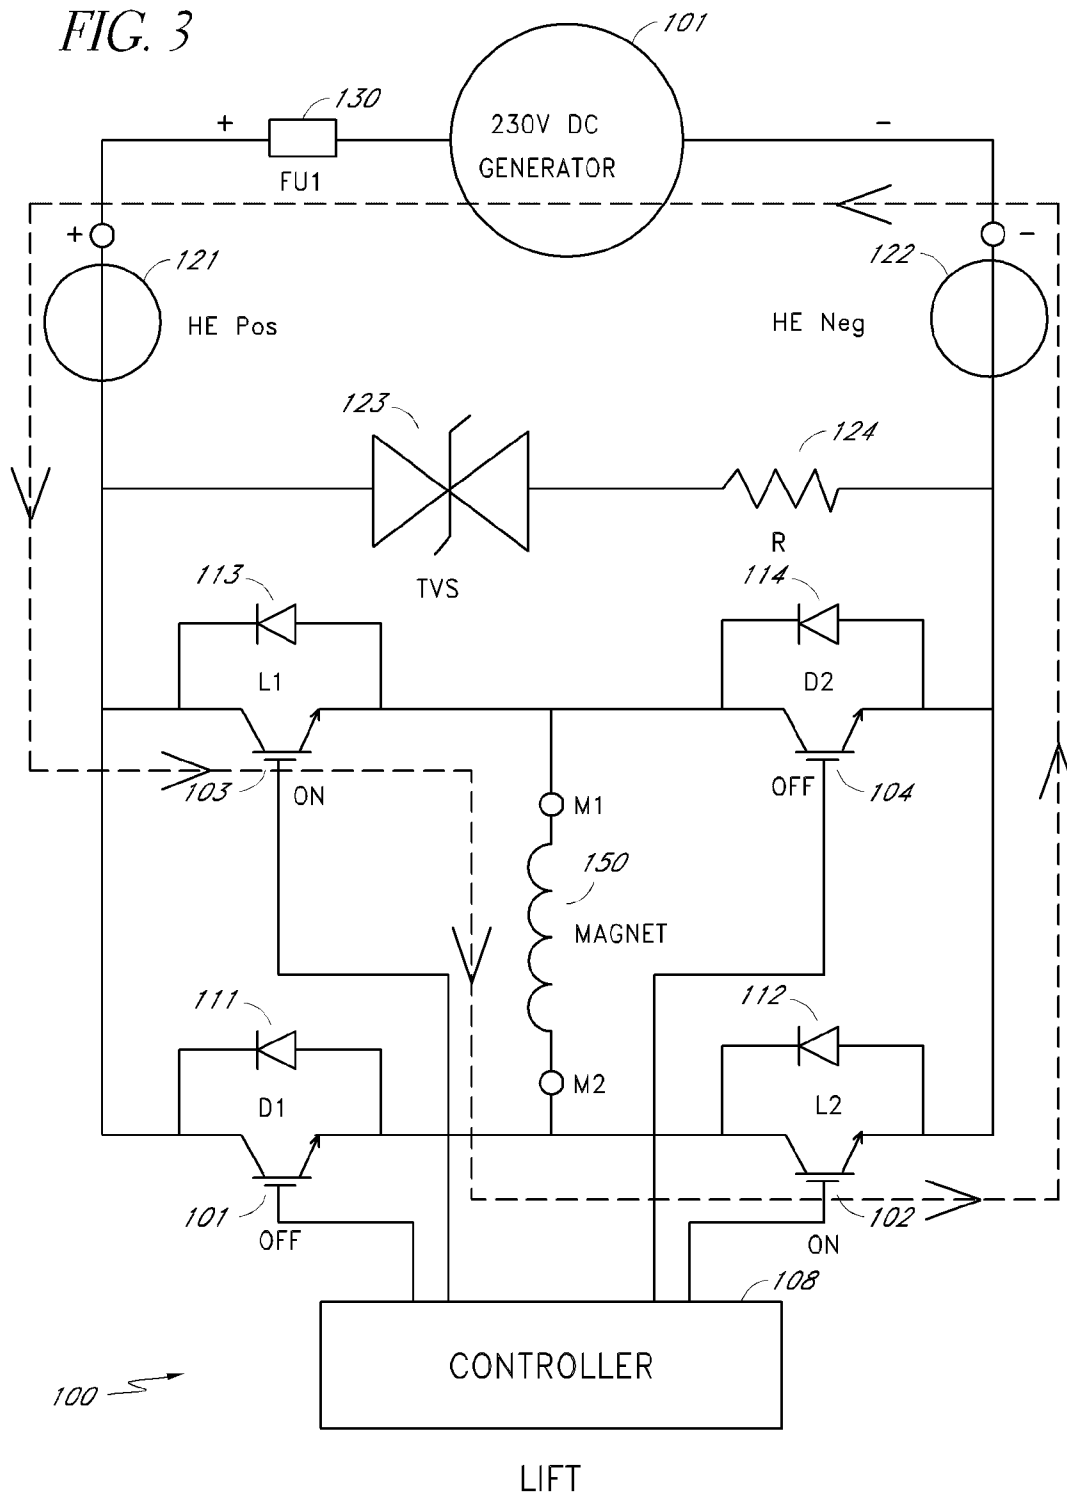 FIG. 3
101
130
+
230V DC
GENERATOR
-
FU1
+
-
121
122
HE Pos
HE Neg
123
124
R
TVS
113
114
L1
D2
103
ON
OFF
104
M1
150
MAGNET
111
112
M2
D1
L2
101
OFF
102
ON
108
CONTROLLER
100
LIFT